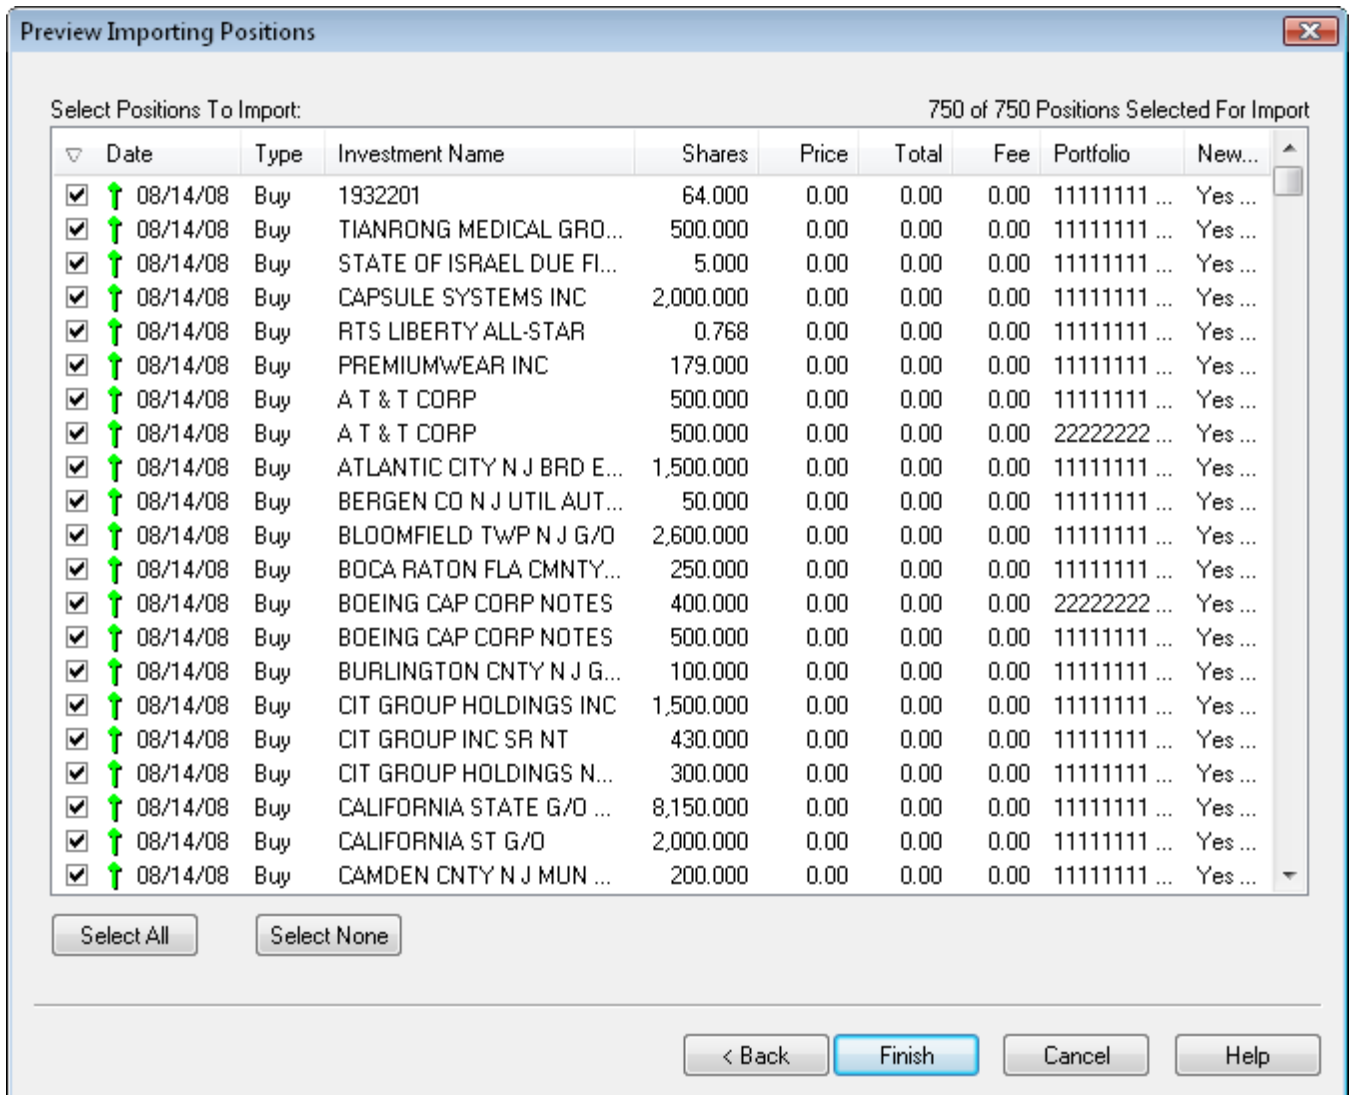 Preview Importing Positions
Select Positions To Import: 750 of 750 Positions Selected For Import
Date Type Investment Name Shares Price Total Fee Portfolio New...
08/14/08 Buy 1932201 64.000 0.00 0.00 0.00 11111111 ... Yes ...
08/14/08 Buy TIANRONG MEDICAL GRO... 500.000 0.00 0.00 0.00 11111111 ... Yes ...
08/14/08 Buy STATE OF ISRAEL DUE FI... 5.000 0.00 0.00 0.00 11111111 ... Yes ...
08/14/08 Buy CAPSULE SYSTEMS INC 2,000.000 0.00 0.00 0.00 11111111 ... Yes ...
08/14/08 Buy RTS LIBERTY ALL-STAR 0.768 0.00 0.00 0.00 11111111 ... Yes ...
08/14/08 Buy PREMIUMWEAR INC 179.000 0.00 0.00 0.00 11111111 ... Yes ...
08/14/08 Buy A T & T CORP 500.000 0.00 0.00 0.00 11111111 ... Yes ...
08/14/08 Buy A T & T CORP 500.000 0.00 0.00 0.00 22222222 ... Yes ...
08/14/08 Buy ATLANTIC CITY N J BRD E... 1,500.000 0.00 0.00 0.00 11111111 ... Yes ...
08/14/08 Buy BERGEN CO N J UTIL AUT... 50.000 0.00 0.00 0.00 11111111 ... Yes ...
08/14/08 Buy BLOOMFIELD TWP N J G/O 2,600.000 0.00 0.00 0.00 11111111 ... Yes ...
08/14/08 Buy BOCA RATON FLA CMNTY... 250.000 0.00 0.00 0.00 11111111 ... Yes ...
08/14/08 Buy BOEING CAP CORP NOTES 400.000 0.00 0.00 0.00 22222222 ... Yes ...
08/14/08 Buy BOEING CAP CORP NOTES 500.000 0.00 0.00 0.00 11111111 ... Yes ...
08/14/08 Buy BURLINGTON CNTY N J G... 100.000 0.00 0.00 0.00 11111111 ... Yes ...
08/14/08 Buy CIT GROUP HOLDINGS INC 1,500.000 0.00 0.00 0.00 11111111 ... Yes ...
08/14/08 Buy CIT GROUP INC SR NT 430.000 0.00 0.00 0.00 11111111 ... Yes ...
08/14/08 Buy CIT GROUP HOLDINGS N... 300.000 0.00 0.00 0.00 11111111 ... Yes ...
08/14/08 Buy CALIFORNIA STATE G/O ... 8,150.000 0.00 0.00 0.00 11111111 ... Yes ...
08/14/08 Buy CALIFORNIA ST G/O 2,000.000 0.00 0.00 0.00 11111111 ... Yes ...
08/14/08 Buy CAMDEN CNTY N J MUN ... 200.000 0.00 0.00 0.00 11111111 ... Yes ...
Select All Select None
< Back Finish Cancel Help